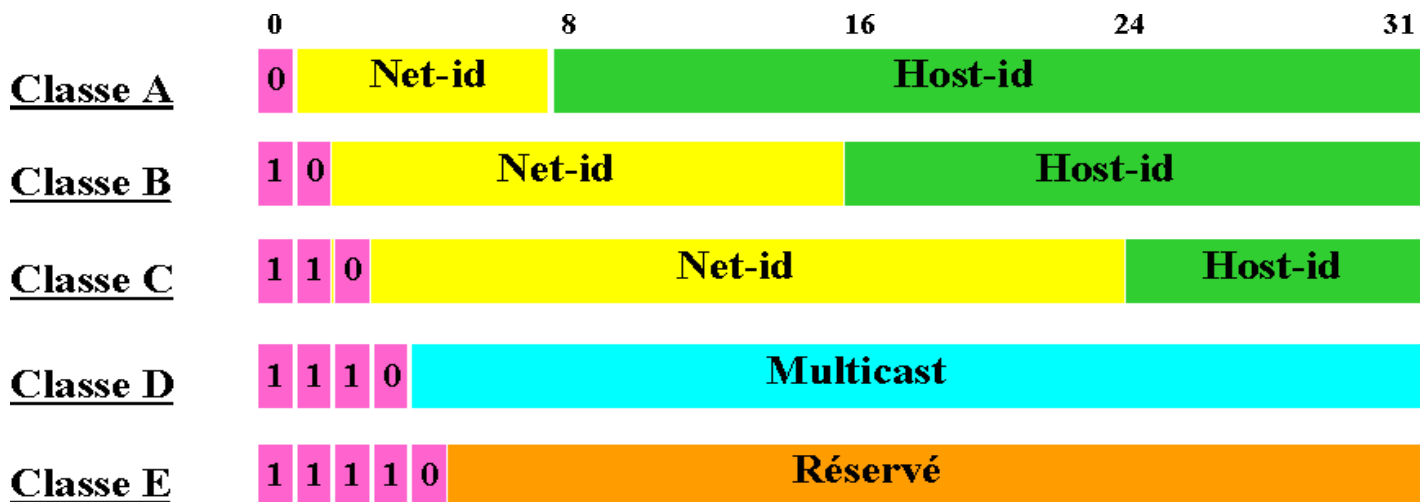 0 8 16 24 31
Classe A 0 Net-id Host-id
Classe B 1 0 Net-id Host-id
Classe C 1 1 0 Net-id Host-id
Classe D 1 1 1 0 Multicast
Classe E 1 1 1 1 0 Réservé